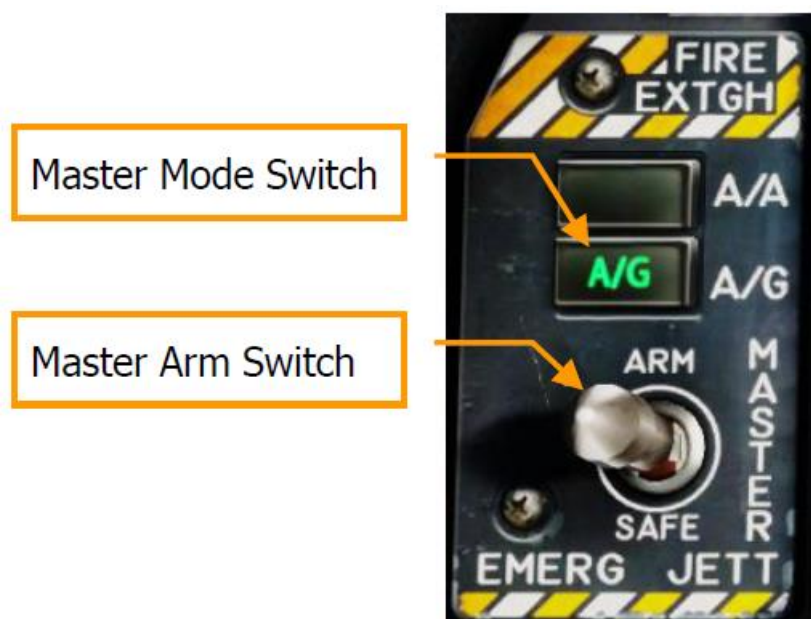 FIRE
EXTGH
Master Mode Switch
A/A
A/G
A/G
Master Arm Switch
ARM
MASTER
SAFE
EMERG JETT